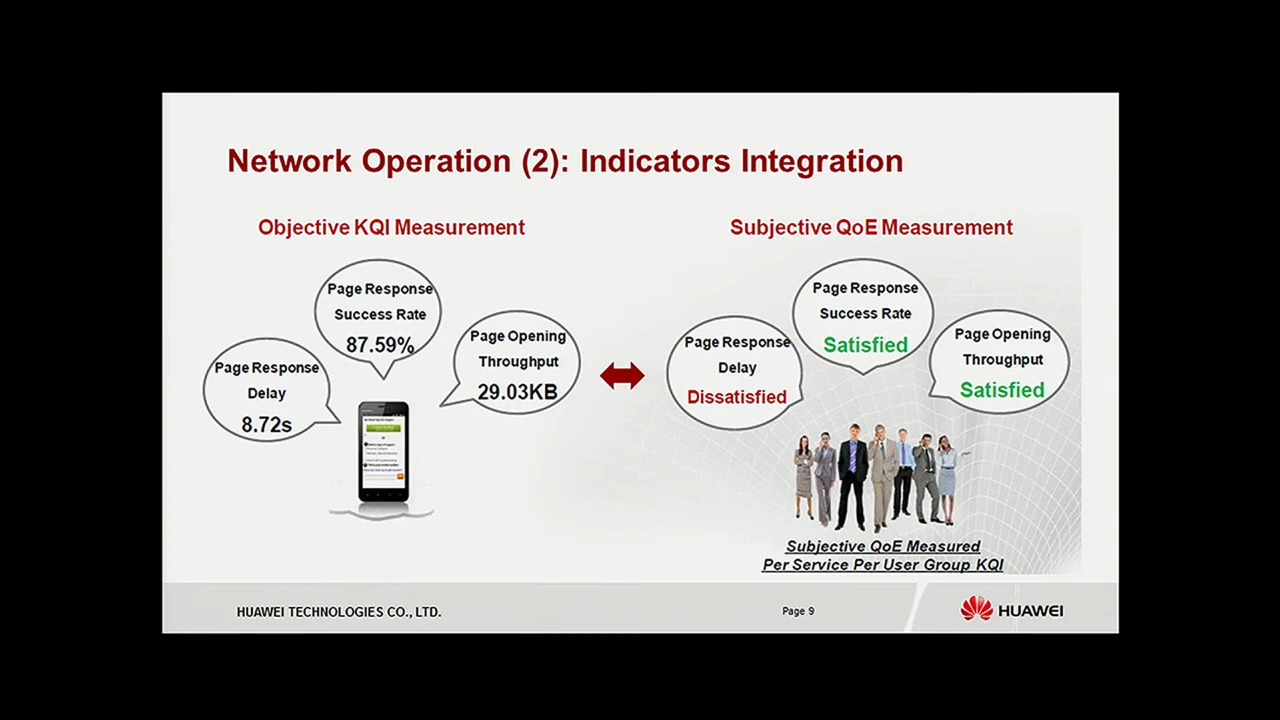 Network Operation (2): Indicators Integration
Objective KQI Measurement
Page Response
Success Rate
87.59%
Page Response
Delay
8.72s
Page Opening
Throughput
29.03KB
Subjective QoE Measurement
Page Response
Delay
Dissatisfied
Page Response
Success Rate
Satisfied
Page Opening
Throughput
Satisfied
Subjective QoE Measured
Per Service Per User Group KQI
HUAWEI TECHNOLOGIES CO., LTD.
Page 9
HUAWEI